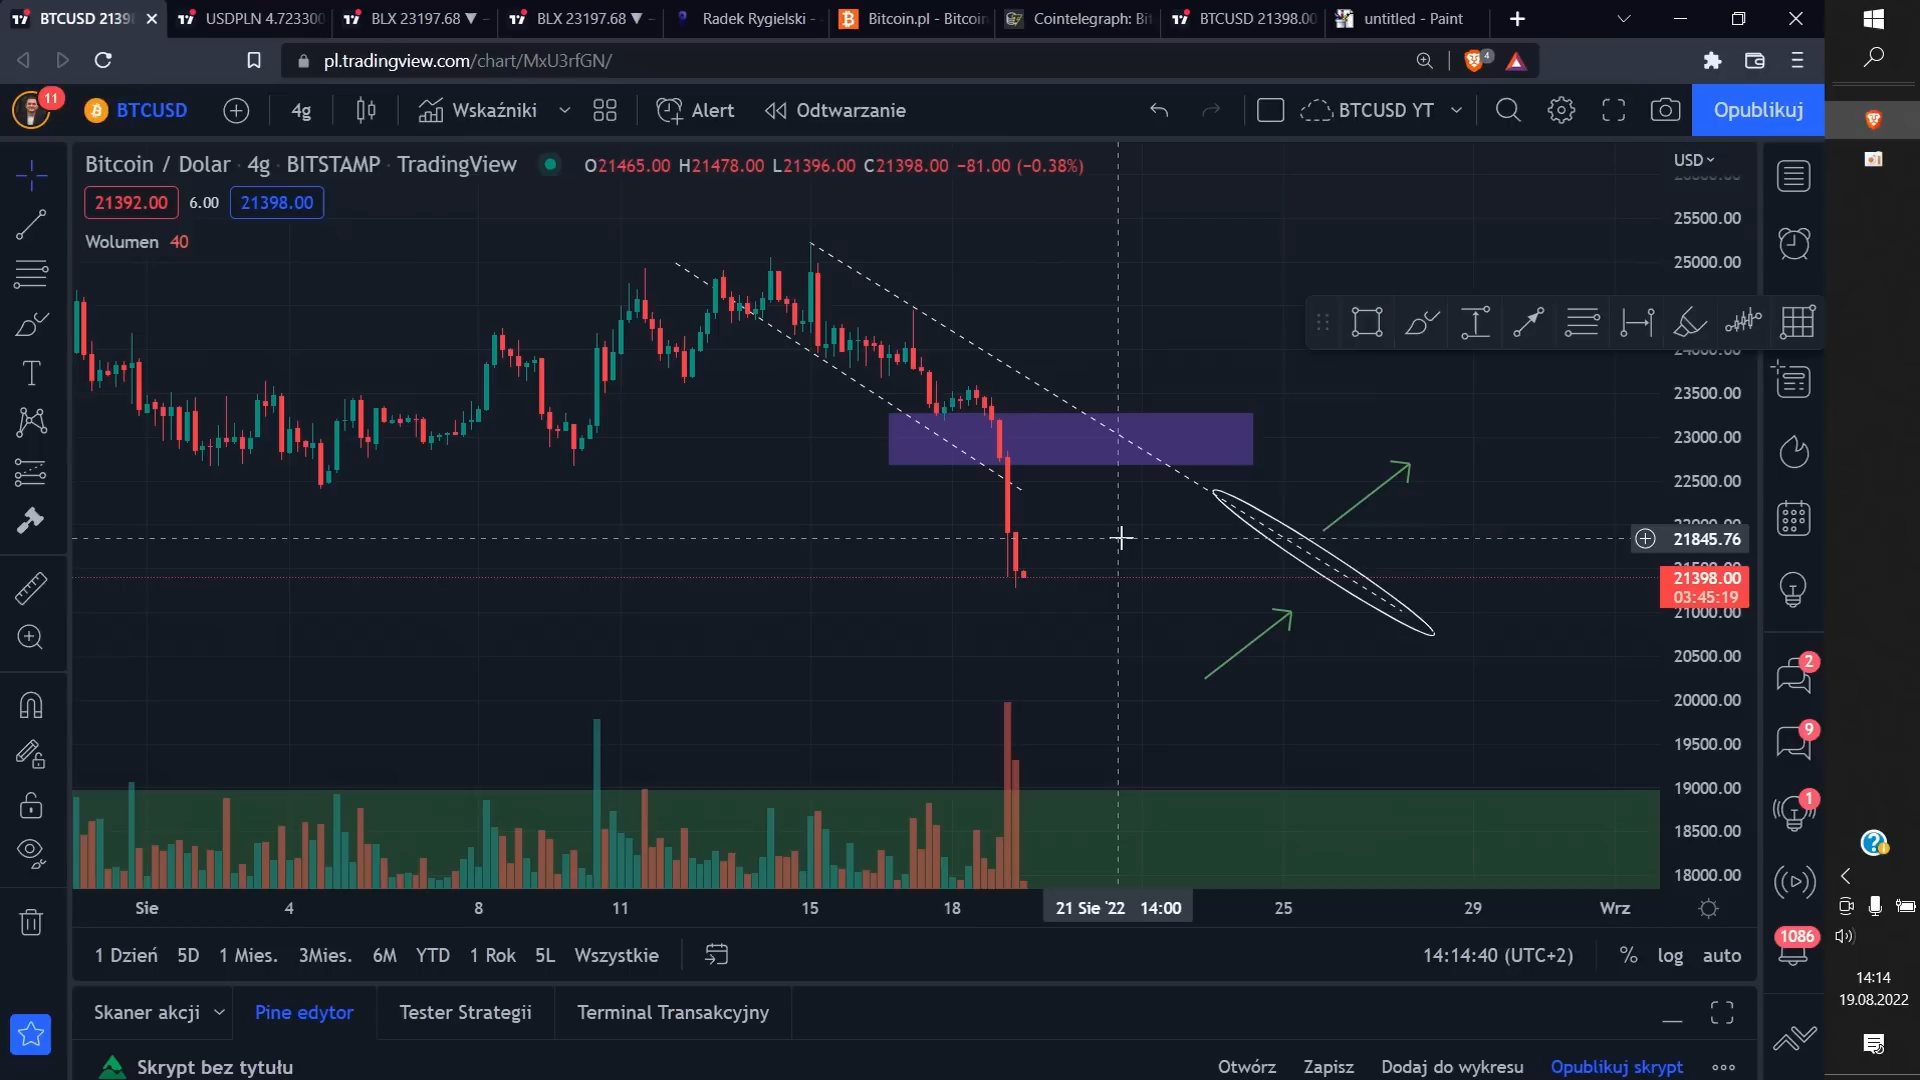 BTCUSD 2139
USDPLN 4.723300
BLX 23197.68 ▼ -
BLX 23197.68 ▼ -
Radek Rygielski -
Bitcoin.pl - Bitcoin
Cointelegraph: Bit
BTCUSD 21398.00
untitled - Paint
pl.tradingview.com/chart/MxU3rfGN/
4
11
BTCUSD
4g
Wskaźniki
Alert
Odtwarzanie
BTCUSD YT
Opublikuj
Bitcoin / Dolar · 4g · BITSTAMP · TradingView
O21465.00 H21478.00 L21396.00 C21398.00 −81.00 (−0.38%)
USD
21392.00
6.00
21398.00
Wolumen 40
25500.00
25000.00
23500.00
23000.00
22500.00
21845.76
21398.00
03:45:19
21000.00
20500.00
20000.00
19500.00
19000.00
18500.00
18000.00
2
9
1
1086
Sie
4
8
11
15
18
21 Sie '22 14:00
25
29
Wrz
1 Dzień
5D
1 Mies.
3Mies.
6M
YTD
1 Rok
5L
Wszystkie
14:14:40 (UTC+2)
%
log
auto
Skaner akcji
Pine edytor
Tester Strategii
Terminal Transakcyjny
Skrypt bez tytułu
Otwórz
Zapisz
Dodaj do wykresu
Opublikuj skrypt
14:14
19.08.2022